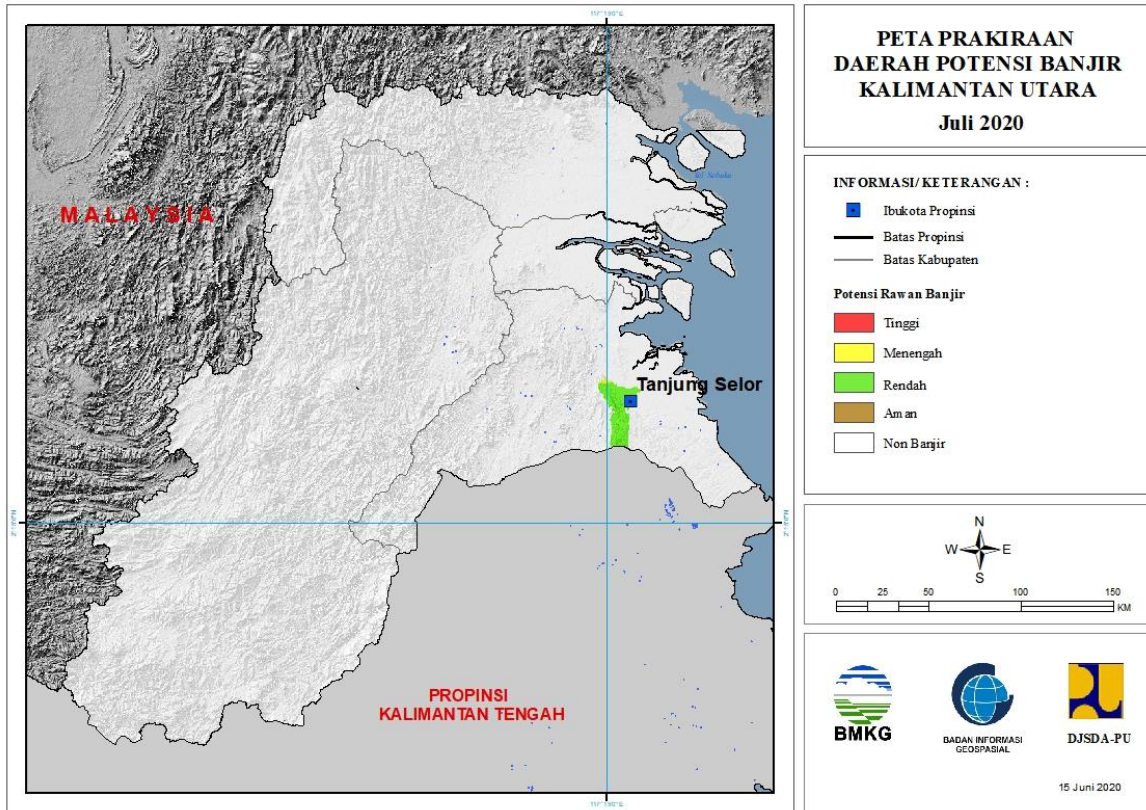 MALAYSIA
Tanjung Selor
PROPINSI
KALIMANTAN TENGAH
PETA PRAKIRAAN
DAERAH POTENSI BANJIR
KALIMANTAN UTARA
Juli 2020
INFORMASI/KETERANGAN :
Ibukota Propinsi
Batas Propinsi
Batas Kabupaten
Potensi Rawan Banjir
Tinggi
Menengah
Rendah
Aman
Non Banjir
N
W E
S
0 25 50 100 150
KM
BMKG
BADAN INFORMASI
GEOSPASIAL
DJSDA-PU
15 Juni 2020